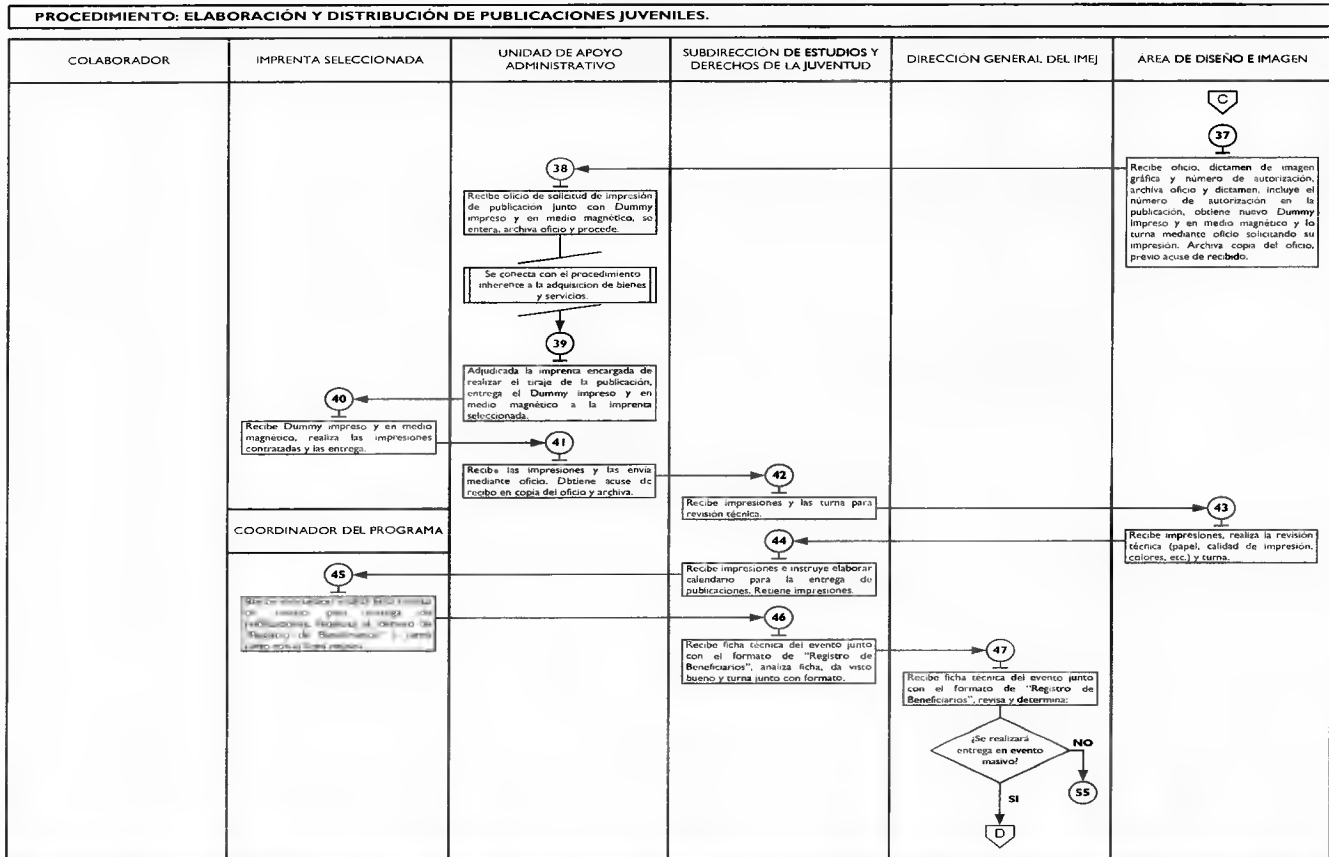 PROCEDIMIENTO: ELABORACIÓN Y DISTRIBUCIÓN DE PUBLICACIONES JUVENILES.
COLABORADOR
IMPRENTA SELECCIONADA
UNIDAD DE APOYO
ADMINISTRATIVO
SUBDIRECCIÓN DE ESTUDIOS Y
DERECHOS DE LA JUVENTUD
DIRECCIÓN GENERAL DEL IMEJ
ÁREA DE DISEÑO E IMAGEN
C
37
Recibe oficio, dictamen de imagen
gráfica y número de autorización,
archiva oficio y dictamen, incluye el
número de autorización en la
publicación, obtiene nuevo Dummy
impreso y en medio magnético y lo
turna mediante oficio solicitando su
impresión. Archiva copia del oficio,
previo acuse de recibido.
38
Recibe oficio de solicitud de impresión
de publicación junto con Dummy
impreso y en medio magnético, se
entera, archiva oficio y procede.
Se conecta con el procedimiento
inherente a la adquisicion de bienes
y servicios.
39
Adjudicada la imprenta encargada de
realizar el tiraje de la publicación,
entrega el Dummy impreso y en
medio magnético a la imprenta
seleccionada.
40
Recibe Dummy impreso y en medio
magnético, realiza las impresiones
contratadas y las entrega.
41
Recibe las impresiones y las envía
mediante oficio. Obtiene acuse de
recibo en copia del oficio y archiva.
42
Recibe impresiones y las turna para
revisión técnica.
43
Recibe impresiones, realiza la revisión
técnica (papel, calidad de impresión,
colores, etc.) y turna.
COORDINADOR DEL PROGRAMA
44
Recibe impresiones e instruye elaborar
calendario para la entrega de
publicaciones. Retiene impresiones.
45
"Registro de Beneficiarios" y
46
Recibe ficha técnica del evento junto
con el formato de "Registro de
Beneficiarios", analiza ficha, da visto
bueno y turna junto con formato.
47
Recibe ficha técnica del evento junto
con el formato de "Registro de
Beneficiarios", revisa y determina:
¿Se realizará
entrega en evento
masivo?
NO
55
SI
D